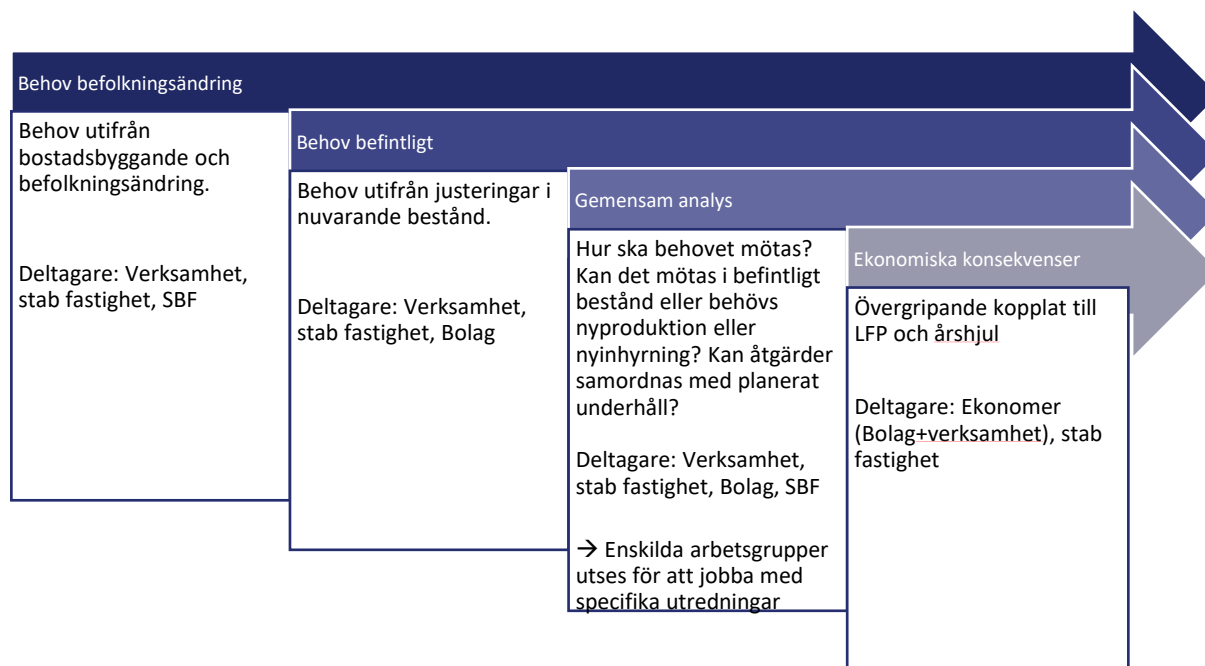 Behov befolkningsändring
Behov utifrån
bostadsbyggande och
befolkningsändring.
Deltagare: Verksamhet,
stab fastighet, SBF
Behov befintligt
Behov utifrån justeringar i
nuvarande bestånd.
Deltagare: Verksamhet,
stab fastighet, Bolag
Gemensam analys
Hur ska behovet mötas?
Kan det mötas i befintligt
bestånd eller behövs
nyproduktion eller
nyinhyrning? Kan åtgärder
samordnas med planerat
underhåll?
Deltagare: Verksamhet,
stab fastighet, Bolag, SBF
→ Enskilda arbetsgrupper
utses för att jobba med
specifika utredningar
Ekonomiska konsekvenser
Övergripande kopplat till
LFP och årshjul
Deltagare: Ekonomer
(Bolag+verksamhet), stab
fastighet